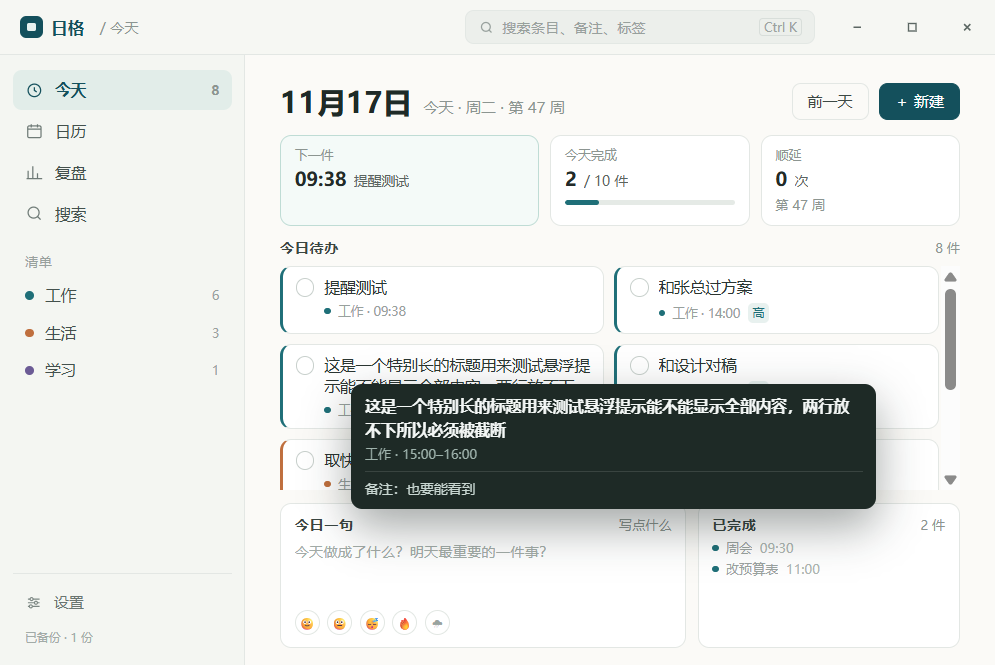 日格 / 今天
搜索条目、备注、标签 Ctrl K
今天 8
日历
复盘
搜索
清单
工作 6
生活 3
学习 1
设置
已备份 · 1 份
11月17日 今天 · 周二 · 第 47 周
前一天
+ 新建
下一件
09:38 提醒测试
今天完成
2 / 10 件
顺延
0 次
第 47 周
今日待办 8 件
提醒测试
工作 · 09:38
和张总过方案
工作 · 14:00 高
这是一个特别长的标题用来测试悬浮提
和设计对稿
这是一个特别长的标题用来测试悬浮提示能不能显示全部内容，两行放
不下所以必须被截断
工作 · 15:00–16:00
备注：也要能看到
取快
今日一句 写点什么
今天做成了什么？明天最重要的一件事？
已完成 2 件
周会 09:30
改预算表 11:00